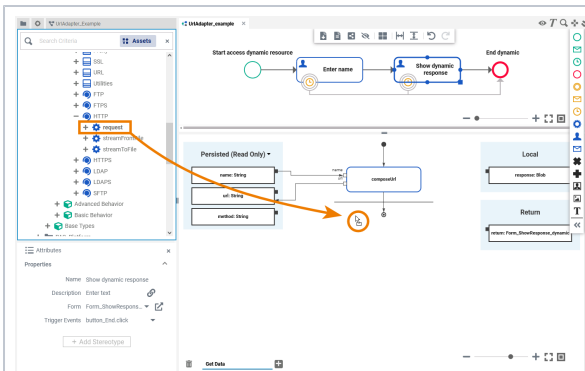 UrlAdapter_Example
UrlAdapter_example ×
Search Criteria
Assets ×
SSL
URL
Utilities
FTP
FTPS
HTTP
request
streamFromFile
streamToFile
HTTPS
LDAP
LDAPS
SFTP
Advanced Behavior
Basic Behavior
Base Types
Attributes ×
Properties
Name Show dynamic response
Description Enter text
Form Form_ShowRespons...
Trigger Events button_End.click
+ Add Stereotype
Start access dynamic resource
Enter name
Show dynamic
response
End dynamic
Persisted (Read Only)
name: String
url: String
method: String
composeUrl
Local
response: Blob
Return
return: Form_ShowResponse_dynamic
Get Data